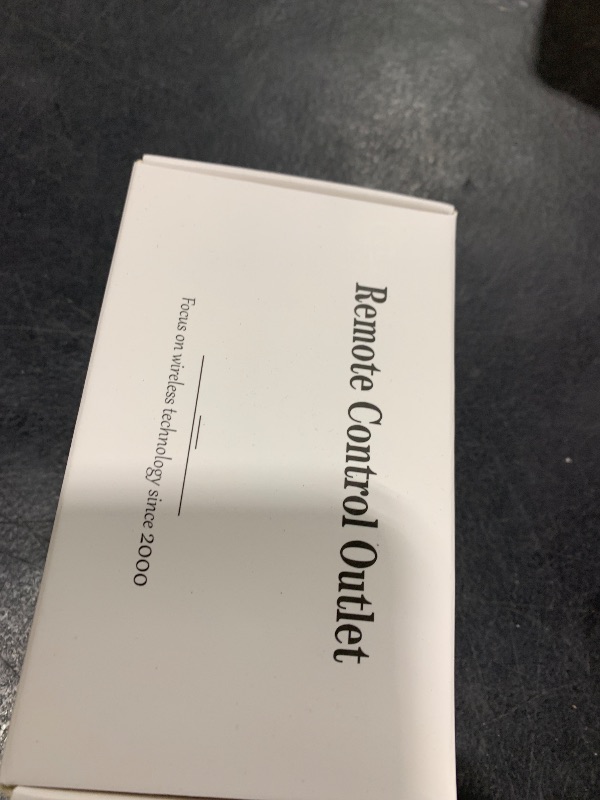 Remote Control Outlet
Focus on wireless technology since 2000